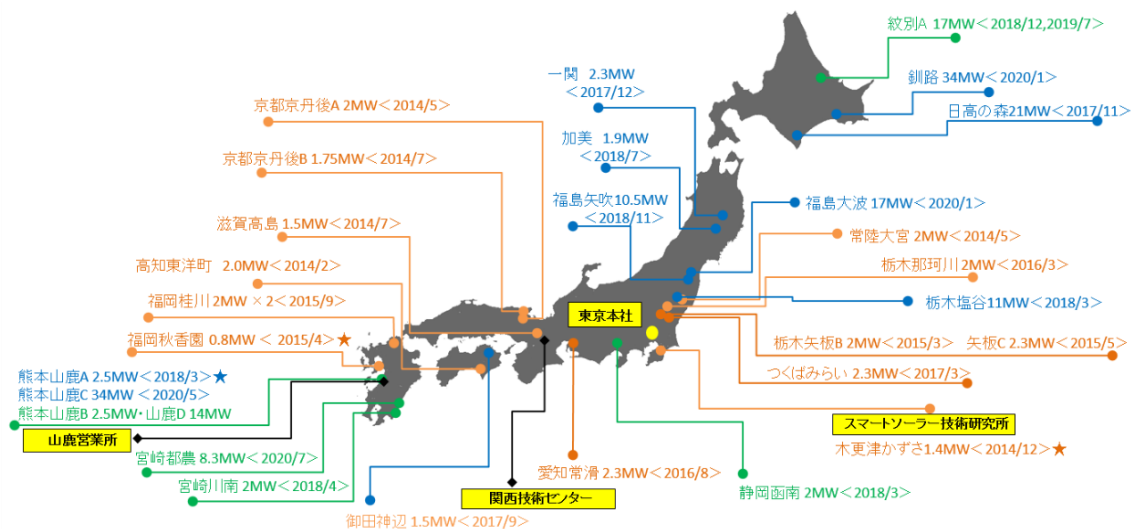 紋別A 17MW＜2018/12,2019/7＞
一関 2.3MW
＜2017/12＞
釧路 34MW＜2020/1＞
京都京丹後A 2MW＜2014/5＞
日高の森21MW＜2017/11＞
加美 1.9MW
＜2018/7＞
京都京丹後B 1.75MW＜2014/7＞
福島矢吹10.5MW
＜2018/11＞
福島大波 17MW＜2020/1＞
滋賀高島 1.5MW＜2014/7＞
常陸大宮 2MW＜2014/5＞
高知東洋町 2.0MW＜2014/2＞
栃木那珂川 2MW＜2016/3＞
福岡桂川 2MW × 2＜2015/9＞
栃木塩谷11MW＜2018/3＞
東京本社
福岡秋香園 0.8MW＜ 2015/4＞★
栃木矢板B 2MW＜2015/3＞ 矢板C 2.3MW＜2015/5＞
熊本山鹿A 2.5MW＜2018/3＞★
つくばみらい 2.3MW＜2017/3＞
熊本山鹿C 34MW＜2020/5＞
熊本山鹿B 2.5MW・山鹿D 14MW
スマートソーラー技術研究所
山鹿営業所
木更津かずさ1.4MW＜2014/12＞★
宮崎都農 8.3MW＜2020/7＞
愛知常滑 2.3MW＜2016/8＞
宮崎川南 2MW＜2018/4＞
関西技術センター
静岡函南 2MW＜2018/3＞
御田神辺 1.5MW＜2017/9＞